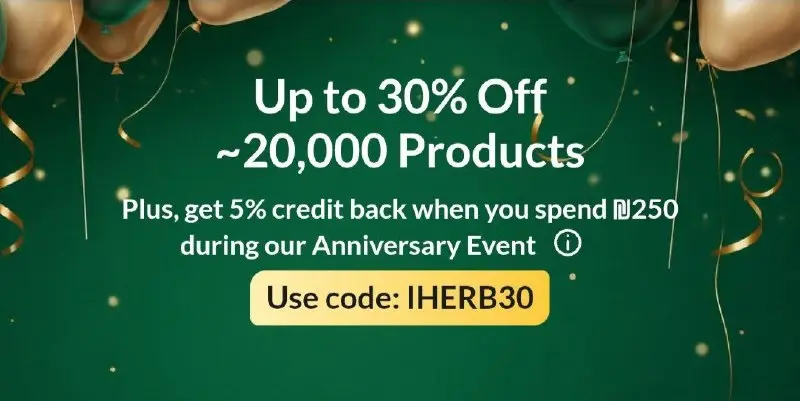 Up to 30% Off
~20,000 Products
Plus, get 5% credit back when you spend ₪250
during our Anniversary Event ⓘ
Use code: IHERB30